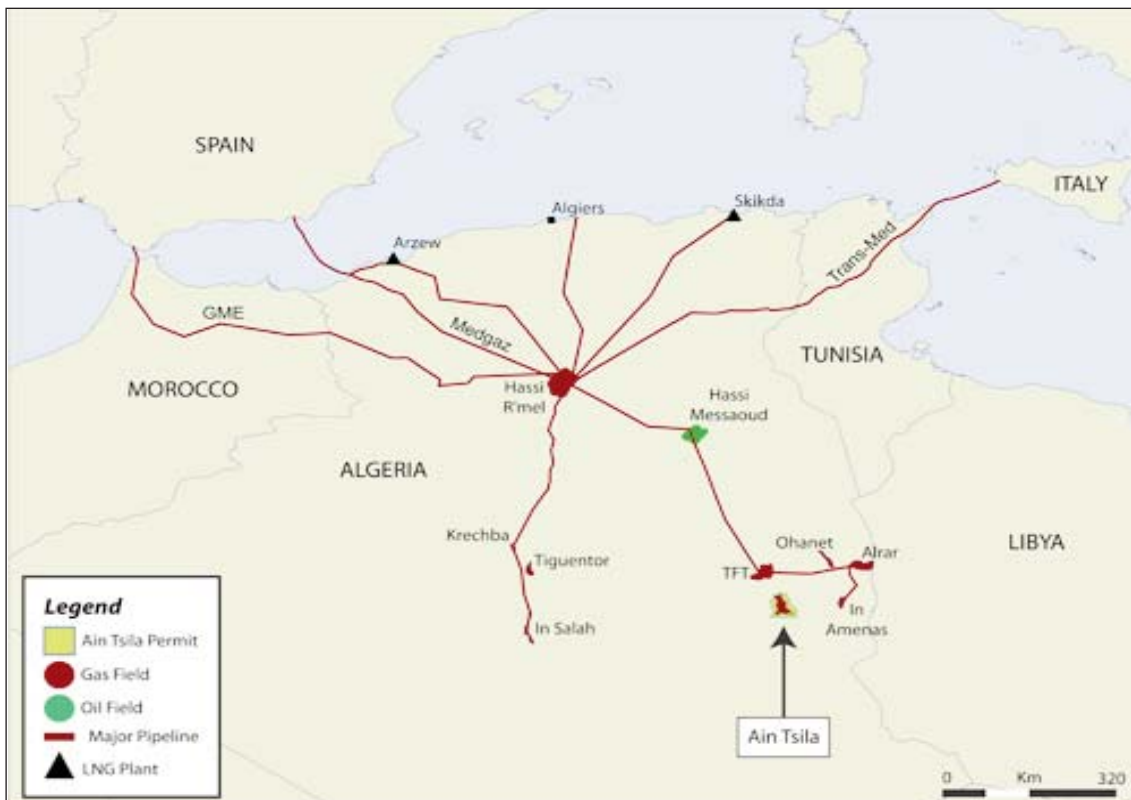 SPAIN
ITALY
Algiers
Skikda
Arzew
Trans-Med
GME
Medgaz
TUNISIA
MOROCCO
Hassi
R'mel
Hassi
Messaoud
ALGERIA
LIBYA
Krechba
Tiguentor
Ohanet
Alrar
TFT
In Salah
In
Amenas
Ain Tsila
Legend
Ain Tsila Permit
Gas Field
Oil Field
Major Pipeline
LNG Plant
0 Km 320